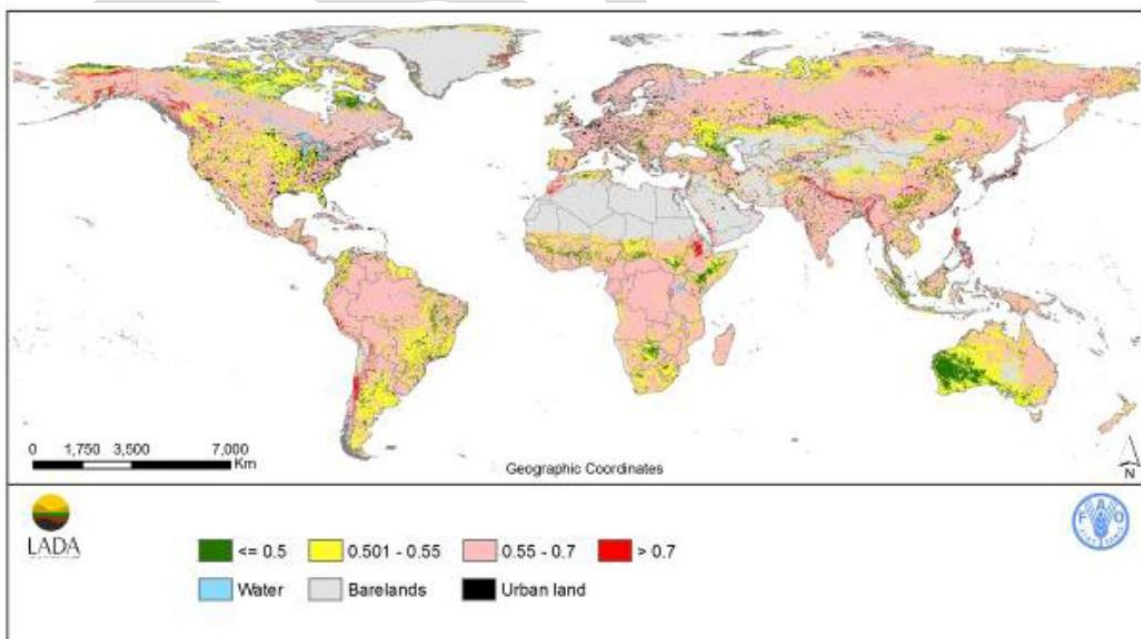 0 1,750 3,500 7,000
Km
Geographic Coordinates
N
LADA
<= 0.5 0.501 - 0.55 0.55 - 0.7 > 0.7
Water Barelands Urban land
F A O